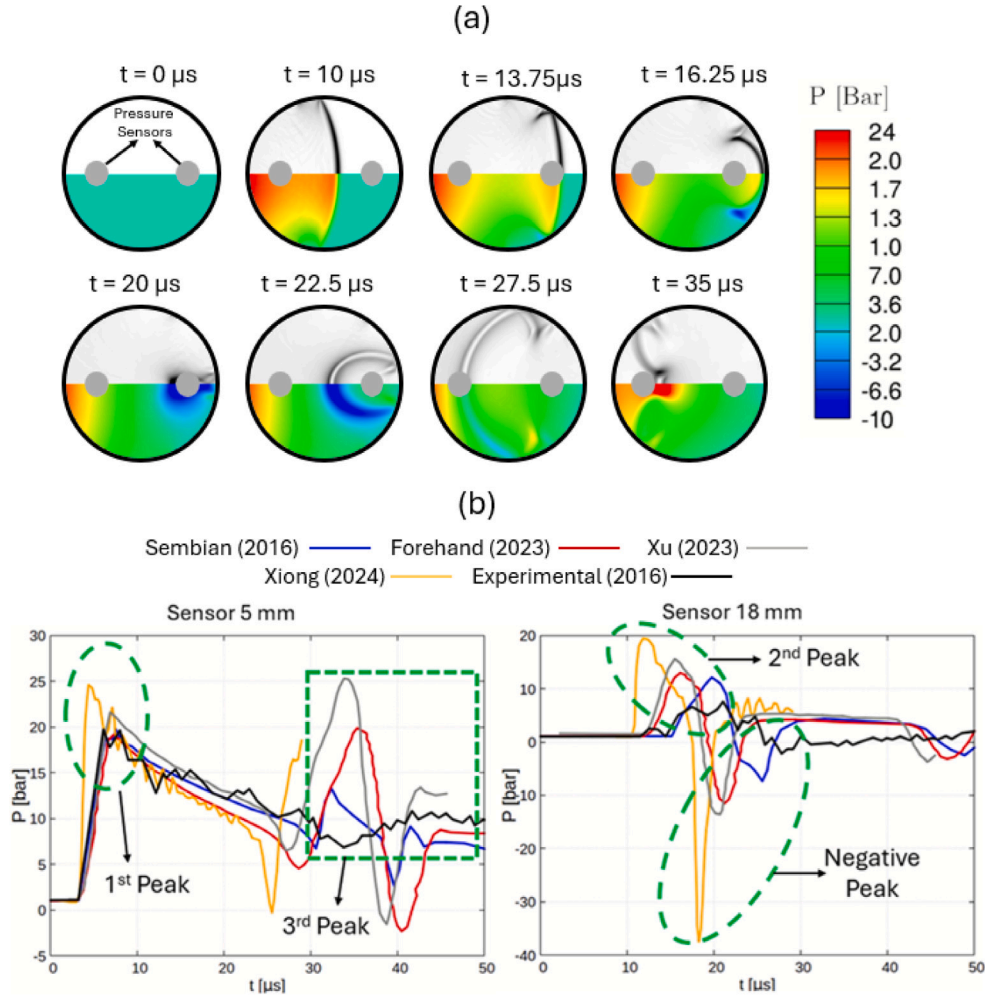 (a)
t = 0 µs
t = 10 µs
t = 13.75µs
t = 16.25 µs
Pressure
Sensors
P [Bar]
24
2.0
1.7
1.3
1.0
7.0
3.6
2.0
-3.2
-6.6
-10
t = 20 µs
t = 22.5 µs
t = 27.5 µs
t = 35 µs
(b)
Sembian (2016) Forehand (2023) Xu (2023)
Xiong (2024) Experimental (2016)
Sensor 5 mm
30
25
20
15
10
5
0
-5
P [bar]
1st Peak
3rd Peak
0 10 20 30 40 50
t [µs]
Sensor 18 mm
20
10
0
-10
-20
-30
-40
P [bar]
2nd Peak
Negative
Peak
0 10 20 30 40 50
t [µs]